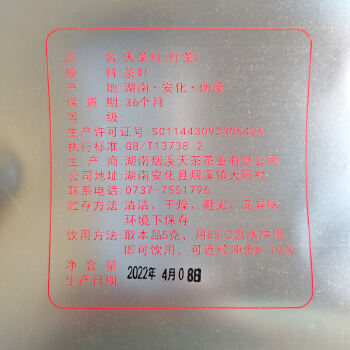 品 名:天茶红(红茶)
原 料:茶叶
产 地:湖南·安化·烟溪
保 质 期:36个月
等 级:
生产许可证号:SC11443092305426
执行标准:GB/T13738.2
生 产 商:湖南烟溪天茶茶业有限公司
公司地址:湖南安化县烟溪镇大阳村
联系电话:0737-7551796
贮存方法:清洁、干燥、避光、无异味
环境下保存
饮用方法:取本品5克,用85℃温水冲泡
即可饮用,可连续冲泡8-10次
生产日期: 2022年 4月08日